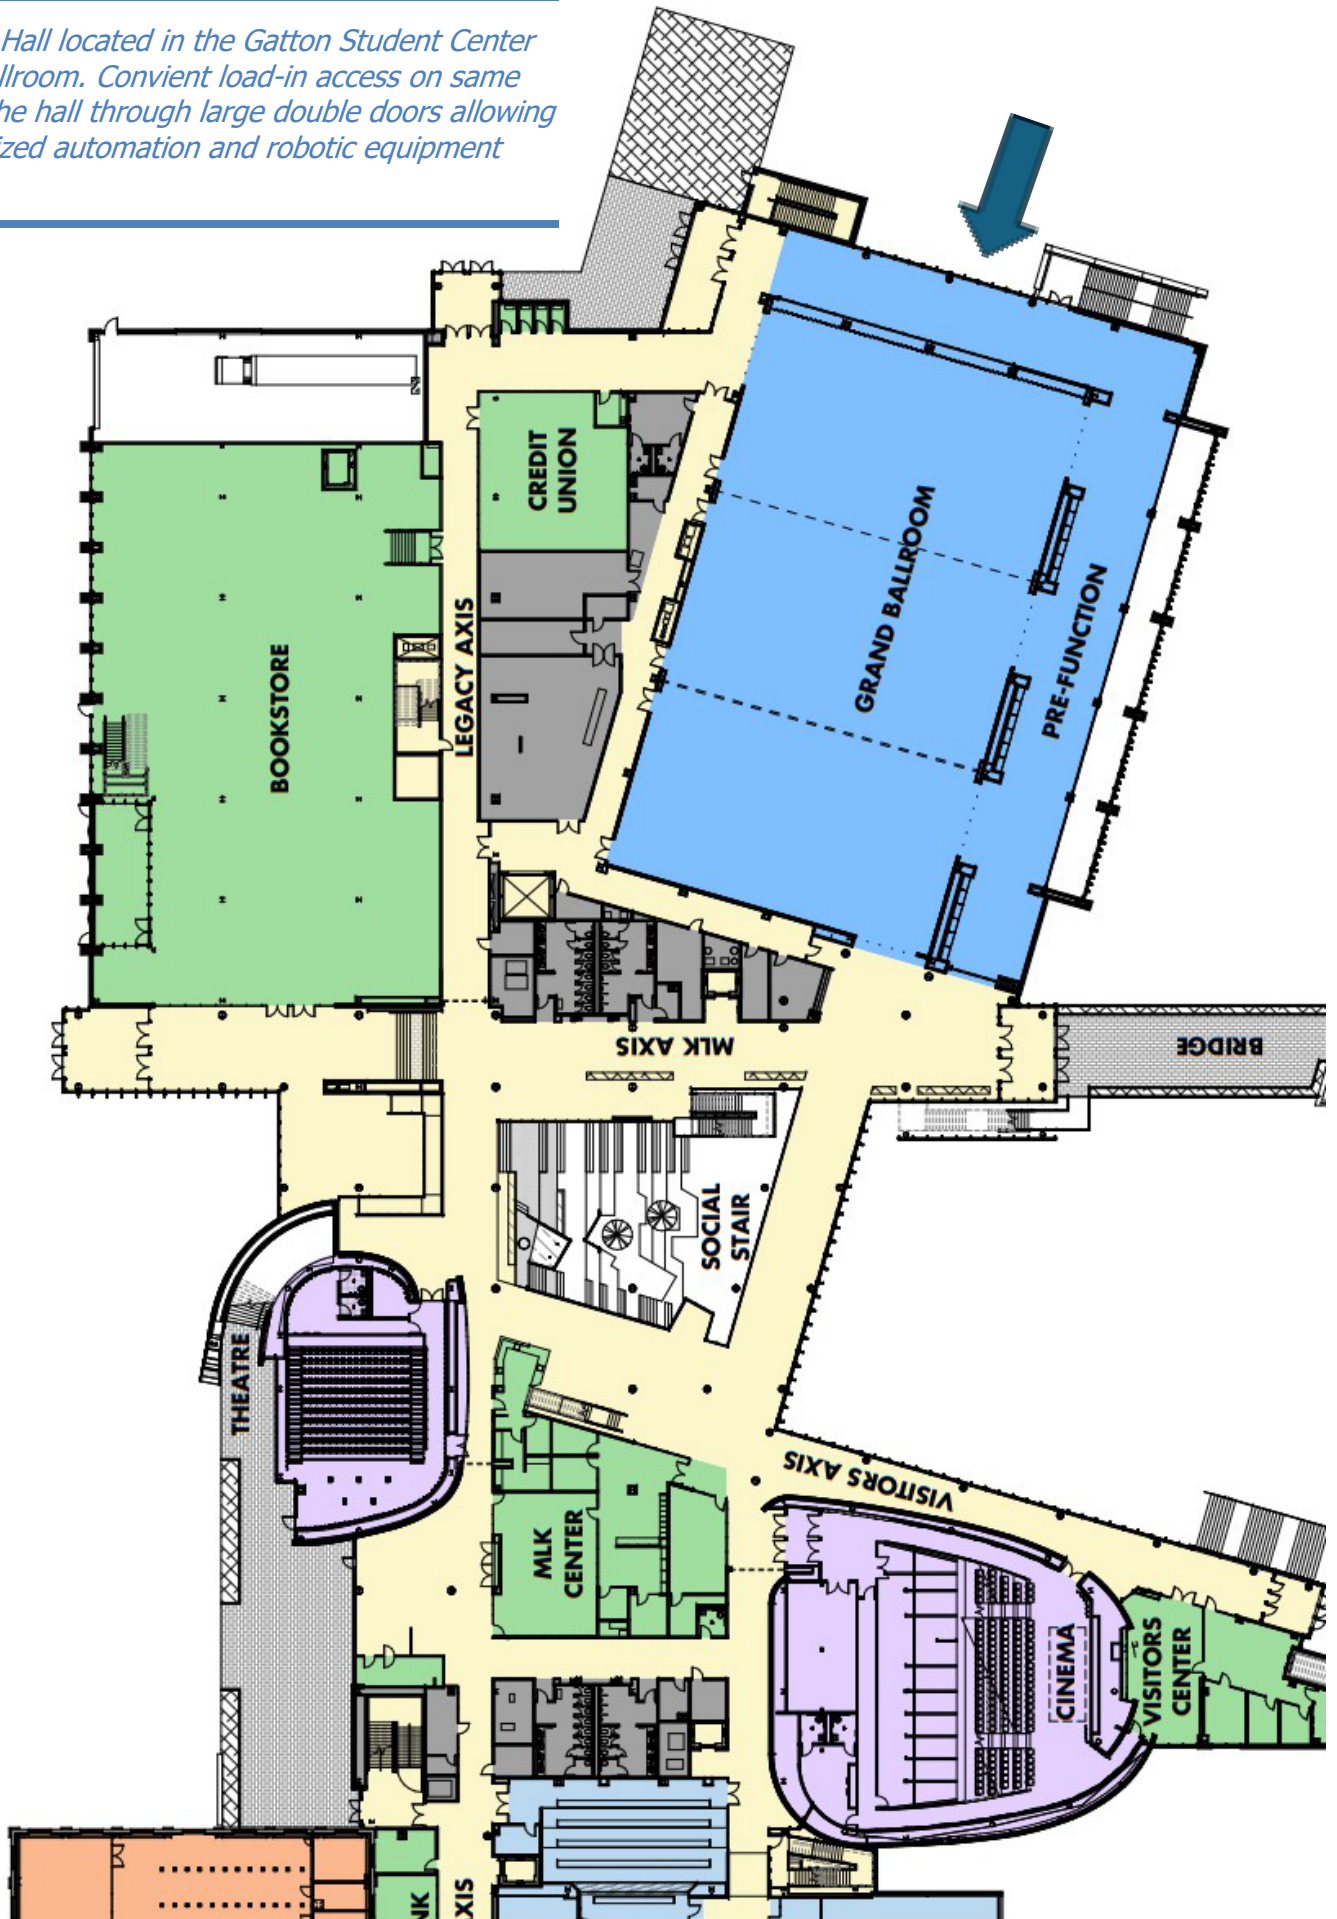 Hall located in the Gatton Student Center
llroom. Convient load-in access on same
he hall through large double doors allowing
ized automation and robotic equipment
CREDIT
UNION
GRAND BALLROOM
PRE-FUNCTION
LEGACY AXIS
BOOKSTORE
MLK AXIS
BRIDGE
SOCIAL
STAIR
THEATRE
VISITORS AXIS
MLK
CENTER
CINEMA
VISITORS
CENTER
NK
XIS